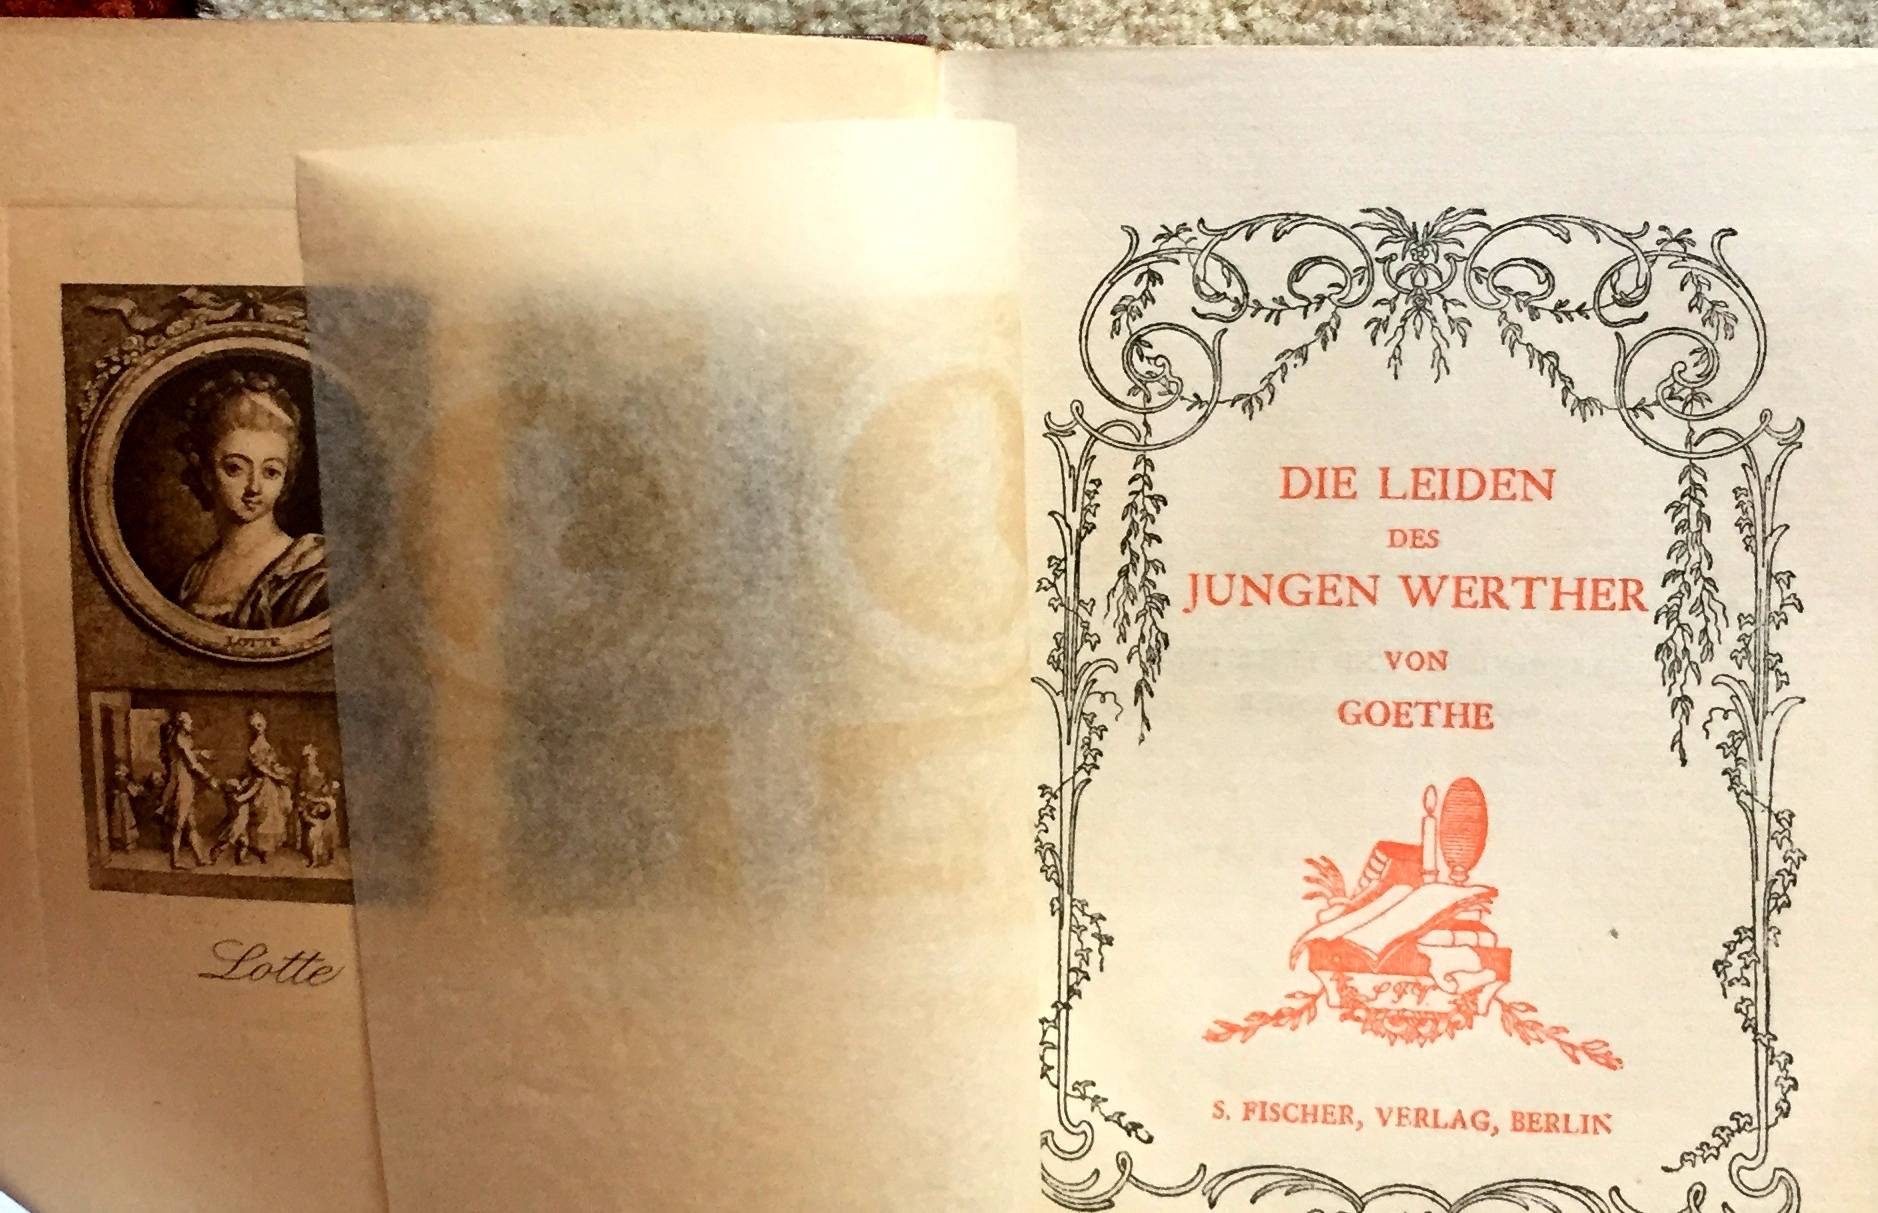 LOTTE
Lotte
DIE LEIDEN
DES
JUNGEN WERTHER
VON
GOETHE
S. FISCHER, VERLAG, BERLIN